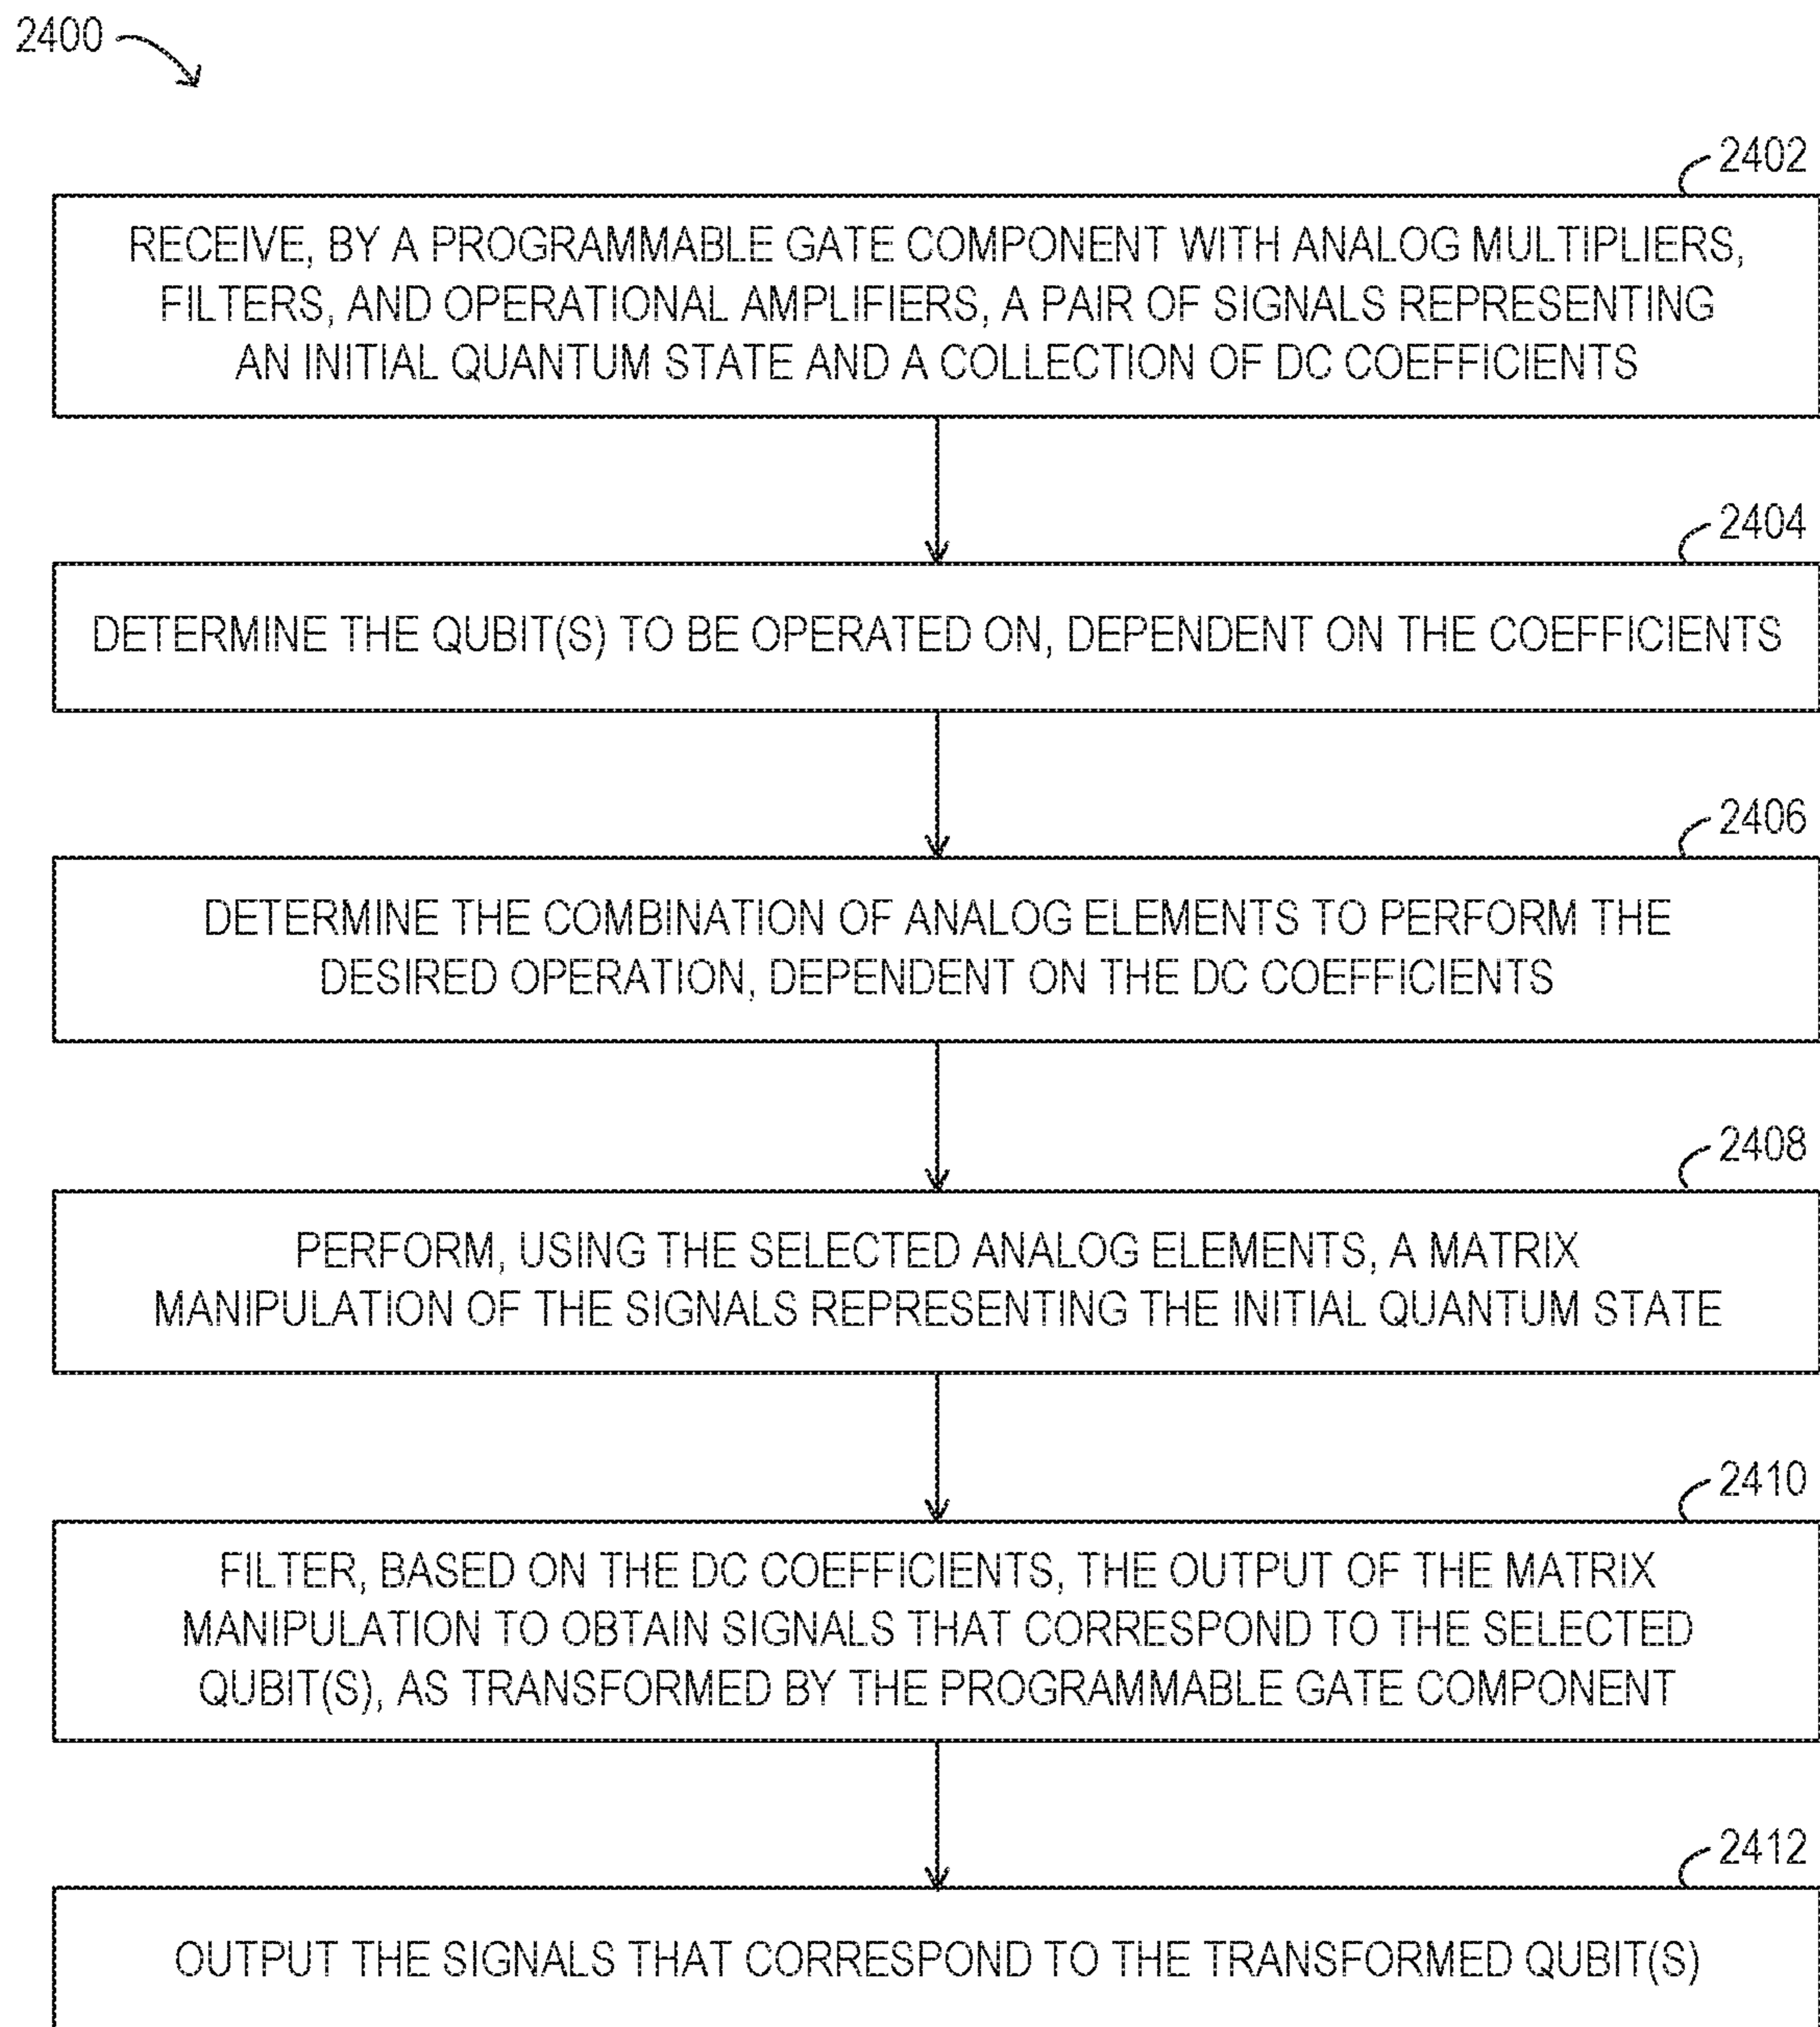 2400
2402
RECEIVE, BY A PROGRAMMABLE GATE COMPONENT WITH ANALOG MULTIPLIERS,
FILTERS, AND OPERATIONAL AMPLIFIERS, A PAIR OF SIGNALS REPRESENTING
AN INITIAL QUANTUM STATE AND A COLLECTION OF DC COEFFICIENTS
2404
DETERMINE THE QUBIT(S) TO BE OPERATED ON, DEPENDENT ON THE COEFFICIENTS
2406
DETERMINE THE COMBINATION OF ANALOG ELEMENTS TO PERFORM THE
DESIRED OPERATION, DEPENDENT ON THE DC COEFFICIENTS
2408
PERFORM, USING THE SELECTED ANALOG ELEMENTS, A MATRIX
MANIPULATION OF THE SIGNALS REPRESENTING THE INITIAL QUANTUM STATE
2410
FILTER, BASED ON THE DC COEFFICIENTS, THE OUTPUT OF THE MATRIX
MANIPULATION TO OBTAIN SIGNALS THAT CORRESPOND TO THE SELECTED
QUBIT(S), AS TRANSFORMED BY THE PROGRAMMABLE GATE COMPONENT
2412
OUTPUT THE SIGNALS THAT CORRESPOND TO THE TRANSFORMED QUBIT(S)